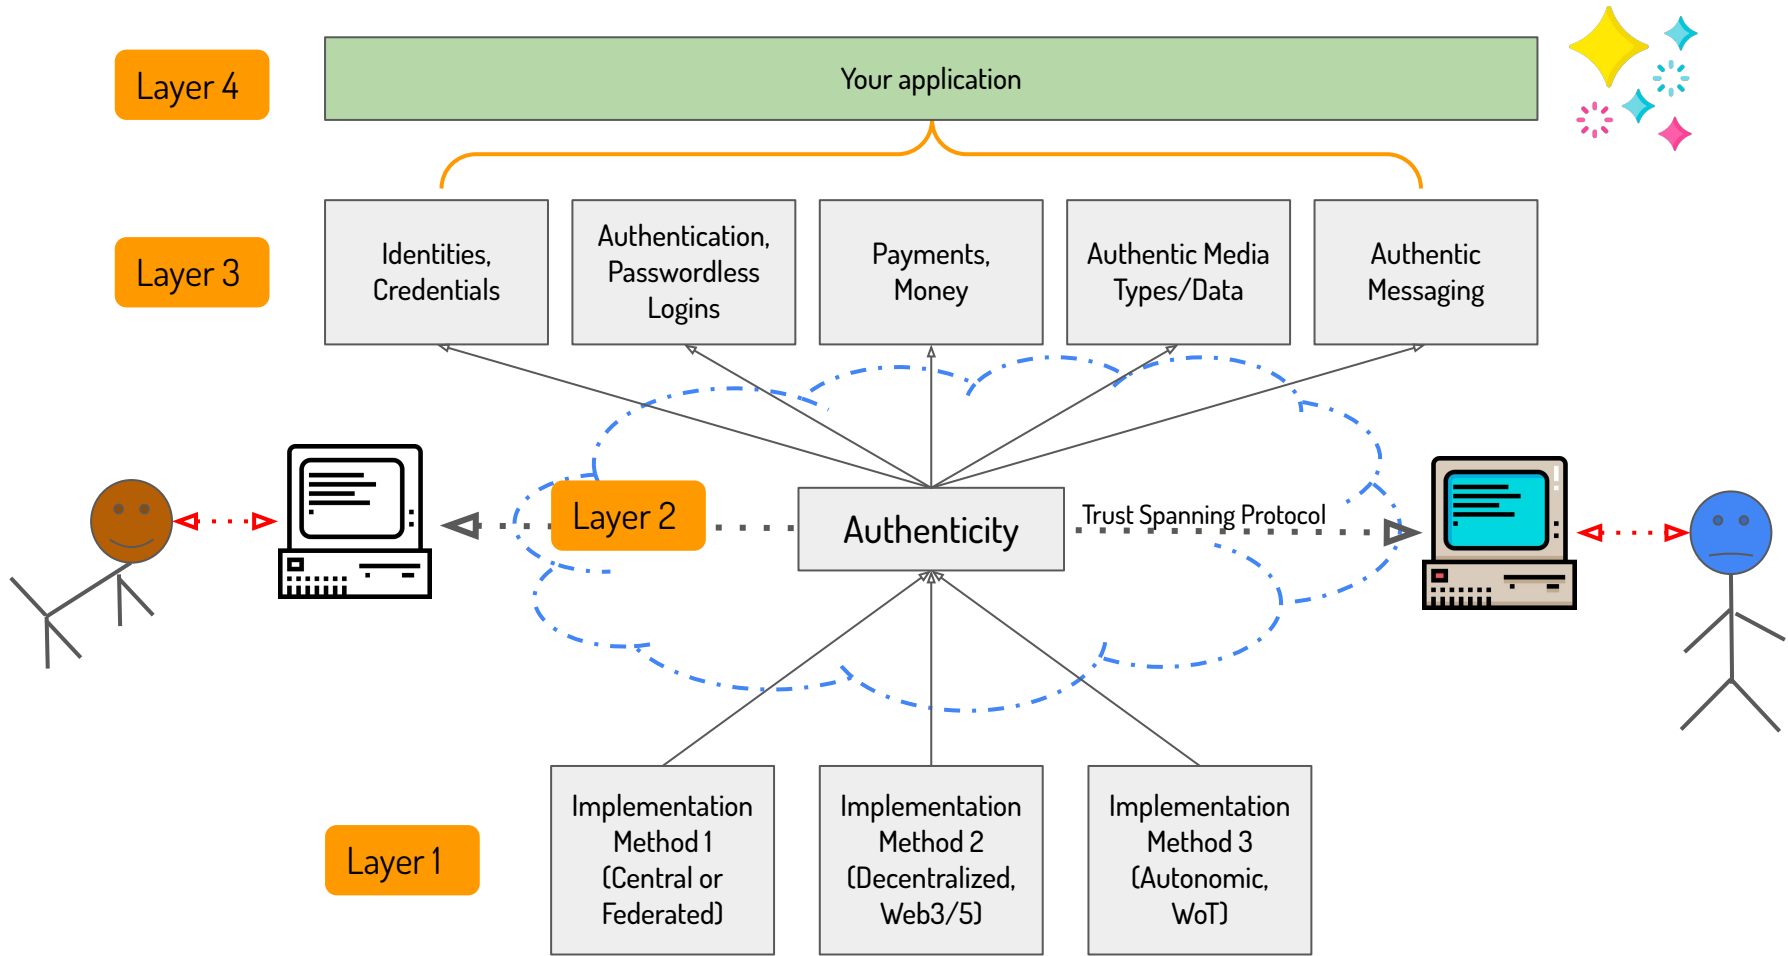 Layer 4
Your application
Layer 3
Identities,
Credentials
Authentication,
Passwordless
Logins
Payments,
Money
Authentic Media
Types/Data
Authentic
Messaging
Layer 2
Authenticity
Trust Spanning Protocol
Layer 1
Implementation
Method 1
(Central or
Federated)
Implementation
Method 2
(Decentralized,
Web3/5)
Implementation
Method 3
(Autonomic,
WoT)